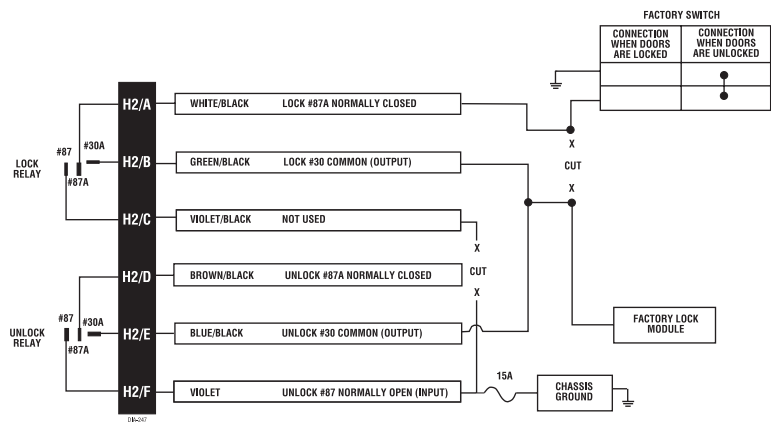 FACTORY SWITCH
CONNECTION WHEN DOORS ARE LOCKED
CONNECTION WHEN DOORS ARE UNLOCKED
H2/A WHITE/BLACK LOCK #87A NORMALLY CLOSED
#87 #30A
X
LOCK RELAY
H2/B GREEN/BLACK LOCK #30 COMMON (OUTPUT)
CUT
#87A
X
H2/C VIOLET/BLACK NOT USED
X
H2/D BROWN/BLACK UNLOCK #87A NORMALLY CLOSED
CUT
X
#87 #30A
UNLOCK RELAY
H2/E BLUE/BLACK UNLOCK #30 COMMON (OUTPUT)
FACTORY LOCK MODULE
#87A
15A
H2/F VIOLET UNLOCK #87 NORMALLY OPEN (INPUT)
CHASSIS GROUND
DIA-247